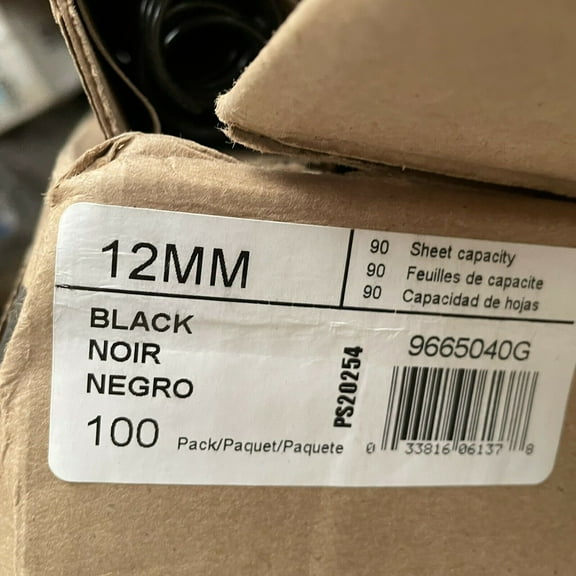 12MM
90 Sheet capacity
90 Feuilles de capacite
90 Capacidad de hojas
BLACK
NOIR
NEGRO
100 Pack/Paquet/Paquete
PS20254
9665040G
0 33816 06137 8